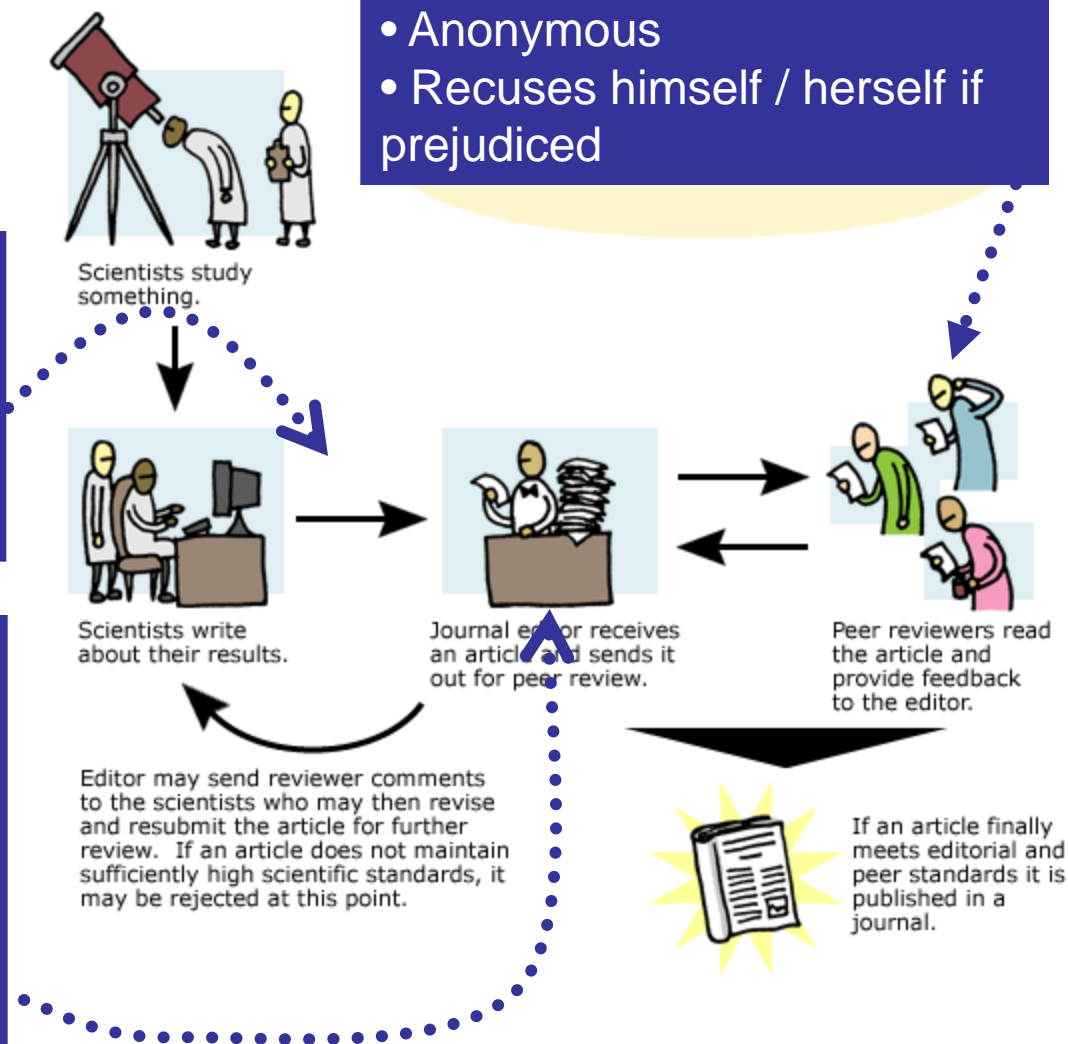 • Anonymous
• Recuses himself / herself if
prejudiced
Scientists study
something.
Scientists write
about their results.
Journal editor receives
an article and sends it
out for peer review.
Peer reviewers read
the article and
provide feedback
to the editor.
Editor may send reviewer comments
to the scientists who may then revise
and resubmit the article for further
review. If an article does not maintain
sufficiently high scientific standards, it
may be rejected at this point.
If an article finally
meets editorial and
peer standards it is
published in a
journal.